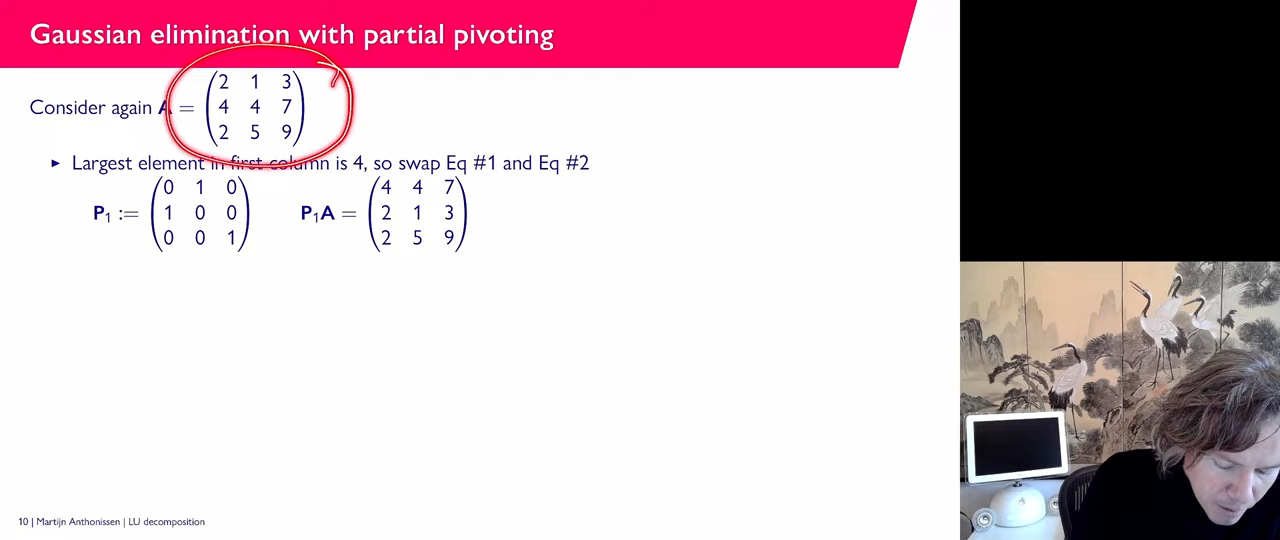 Gaussian elimination with partial pivoting
Consider again A = (2 1 3
4 4 7
2 5 9)
▸ Largest element in first column is 4, so swap Eq #1 and Eq #2
P₁ := (0 1 0
1 0 0
0 0 1)
P₁A = (4 4 7
2 1 3
2 5 9)
10 | Martijn Anthonissen | LU decomposition